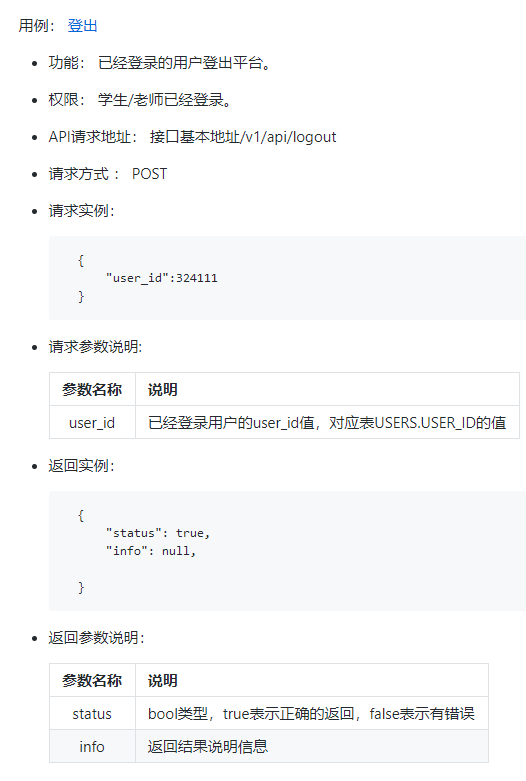 用例： 登出
功能： 已经登录的用户登出平台。
权限： 学生/老师已经登录。
API请求地址： 接口基本地址/v1/api/logout
请求方式 ： POST
请求实例：
{
"user_id":324111
}
请求参数说明:
参数名称 说明
user_id 已经登录用户的user_id值，对应表USERS.USER_ID的值
返回实例：
{
"status": true,
"info": null,
}
返回参数说明：
参数名称 说明
status bool类型，true表示正确的返回，false表示有错误
info 返回结果说明信息